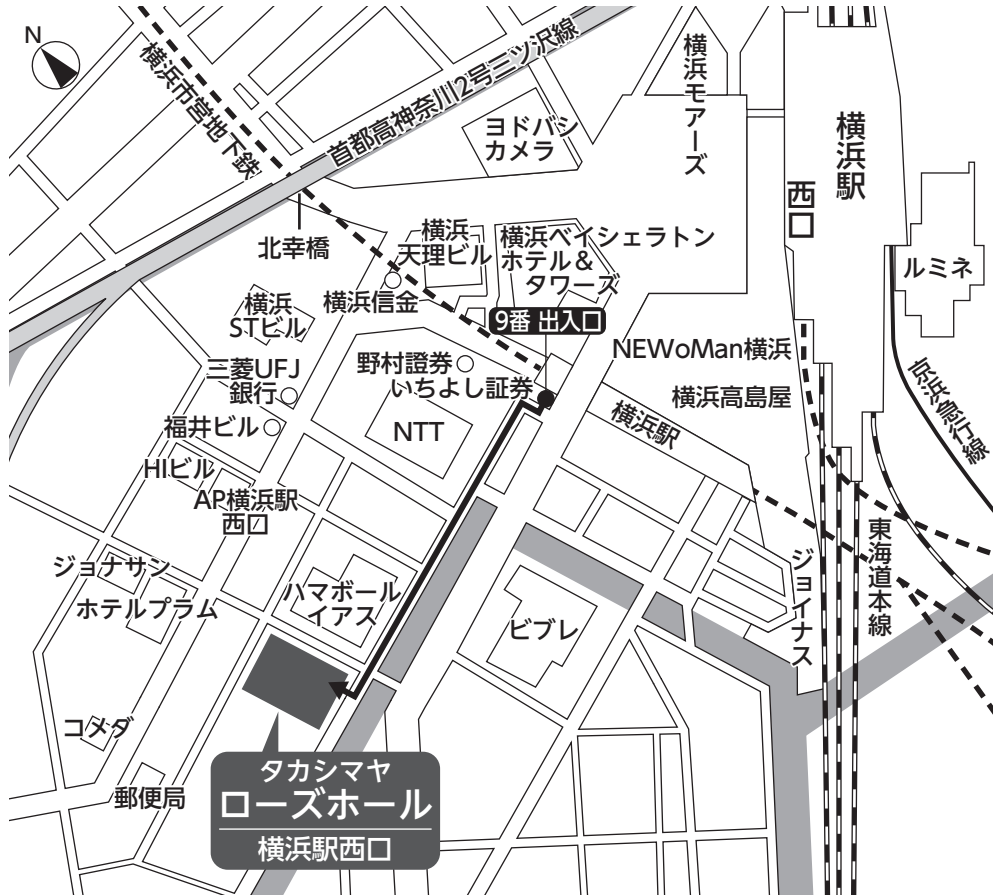 N
横浜市営地下鉄
首都高神奈川2号三ツ沢線
ヨドバシ
カメラ
横浜モアーズ
横浜駅
西口
ルミネ
北幸橋
横浜
天理ビル
横浜ベイシェラトン
ホテル&
タワーズ
横浜信金
9番 出入口
横浜
STビル
NEWoMan横浜
野村證券
いちよし証券
三菱UFJ
銀行
横浜高島屋
京浜急行線
福井ビル
NTT
横浜駅
HIビル
AP横浜駅
西口
ジョナサン
ホテルプラム
ハマボール
イアス
ビブレ
ジョイナス
東海道本線
コメダ
郵便局
タカシマヤ
ローズホール
横浜駅西口